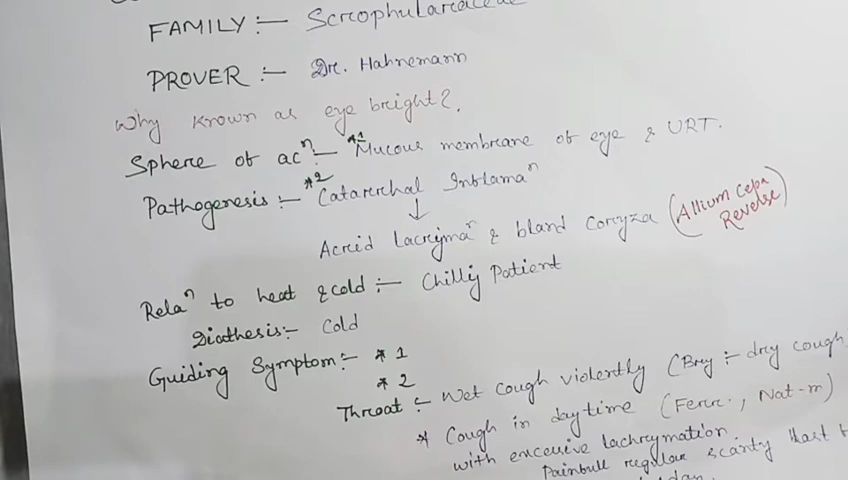 FAMILY :— Scrophulariaceae
PROVER :— Dr. Hahnemann
Why known as eye bright?.
Sphere of acⁿ :— *1 Mucous membrane of eye & URT.
Pathogenesis :— *2 Catarrhal Inflamaⁿ
↓
Acrid lacrymaⁿ & bland coryza (Allium cepa Reverse)
Relaⁿ to heat & cold :— Chilly Patient
Diathesis :— Cold
Guiding Symptom :— * 1
* 2
Throat :— Wet cough violently (Bry :— dry cough
* Cough in daytime (Ferr., Nat-m)
with excessive lachrymation.
Painfull regular scanty last